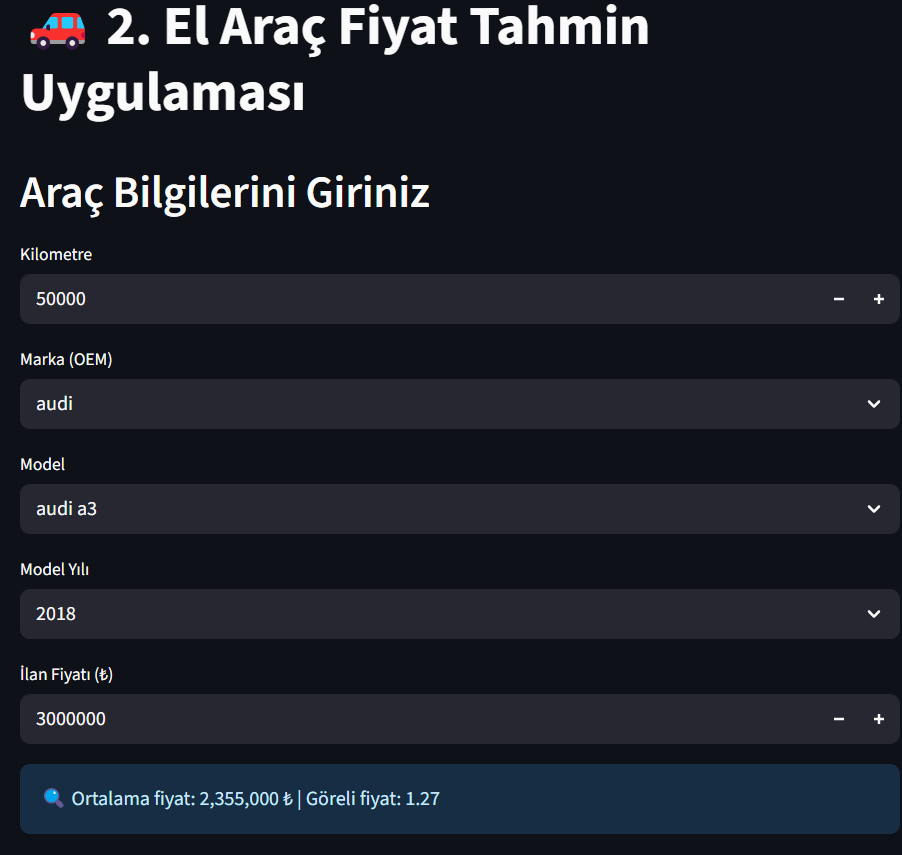 2. El Araç Fiyat Tahmin
Uygulaması
Araç Bilgilerini Giriniz
Kilometre
50000
Marka (OEM)
audi
Model
audi a3
Model Yılı
2018
İlan Fiyatı (₺)
3000000
Ortalama fiyat: 2,355,000 ₺ | Göreli fiyat: 1.27